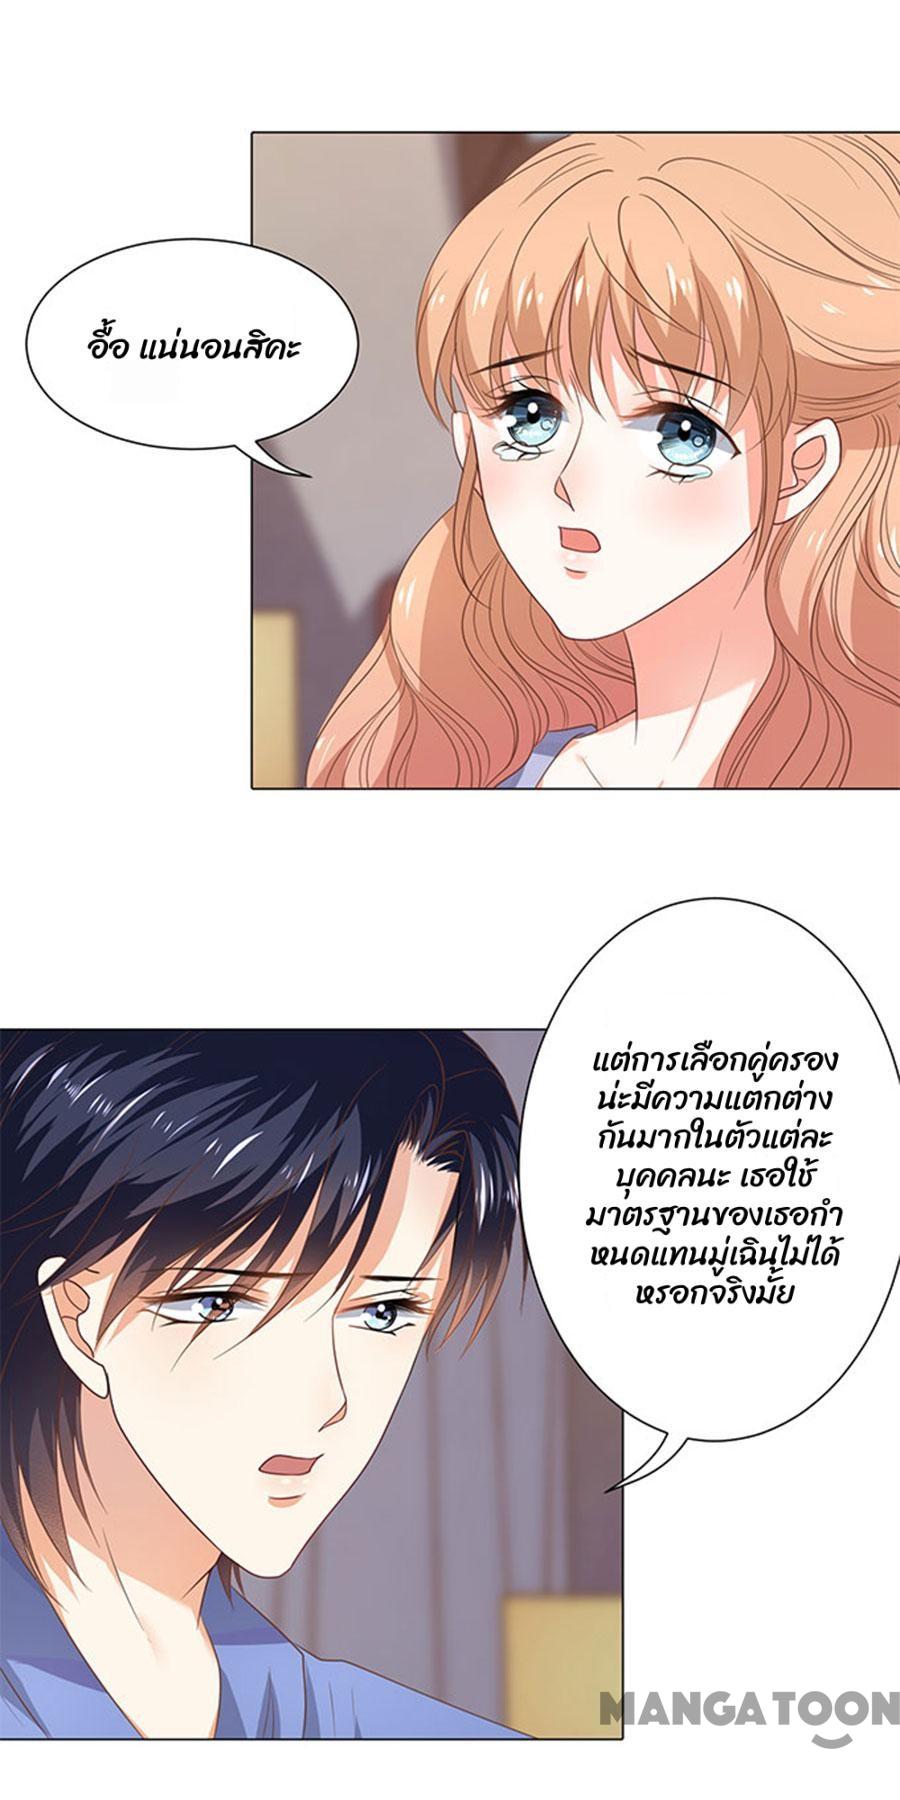 อื้อ แน่นอนสิคะ
แต่การเลือกคู่ครอง
น่ะมีความแตกต่าง
กันมากในตัวแต่ละ
บุคคลนะ เธอใช้
มาตรฐานของเธอกำ
หนดแทนมู่เฉินไม่ได้
หรอกจริงมั้ย
MANGATOON